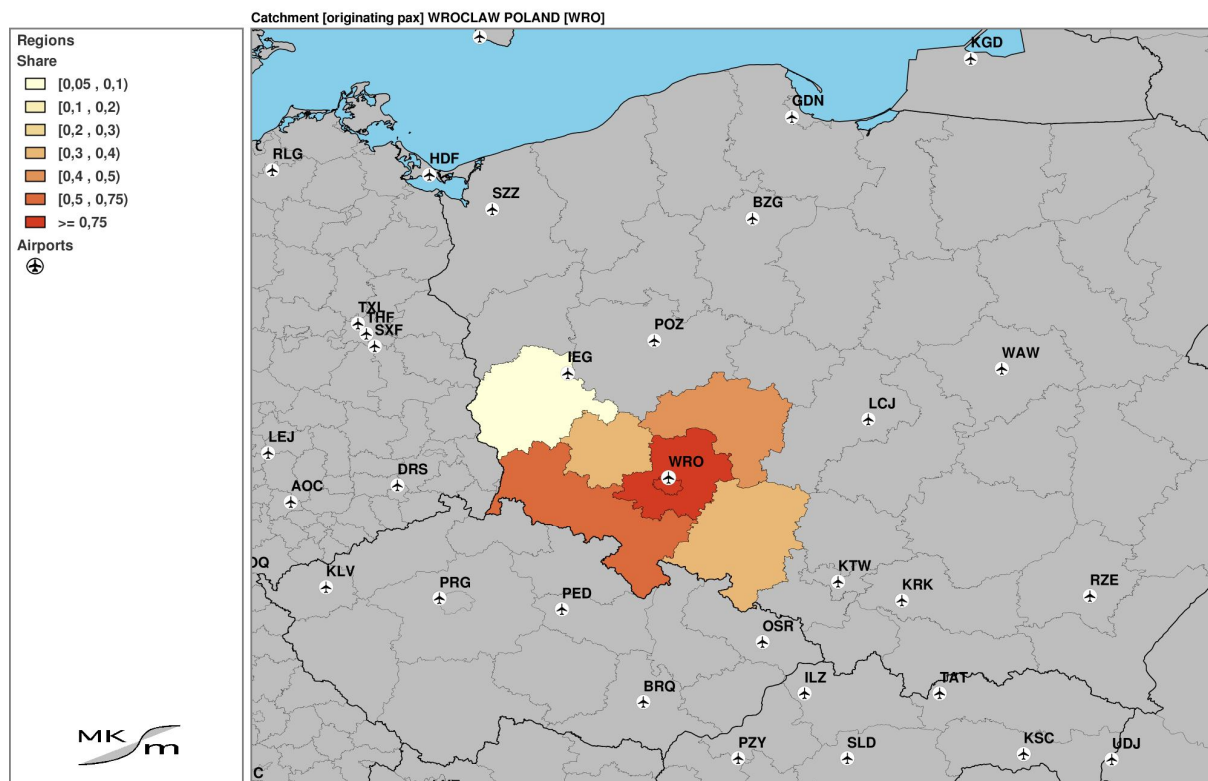 Catchment [originating pax] WROCLAW POLAND [WRO]
Regions
Share
[0,05 , 0,1)
[0,1 , 0,2)
[0,2 , 0,3)
[0,3 , 0,4)
[0,4 , 0,5)
[0,5 , 0,75)
>= 0,75
Airports
KGD
GDN
RLG
HDF
SZZ
BZG
TXL
THF
SXF
POZ
IEG
WAW
LCJ
LEJ
DRS
WRO
AOC
KLV
PRG
PED
KTW
KRK
RZE
OSR
BRQ
ILZ
TAT
PZY
SLD
KSC
UDJ
C
MK
m